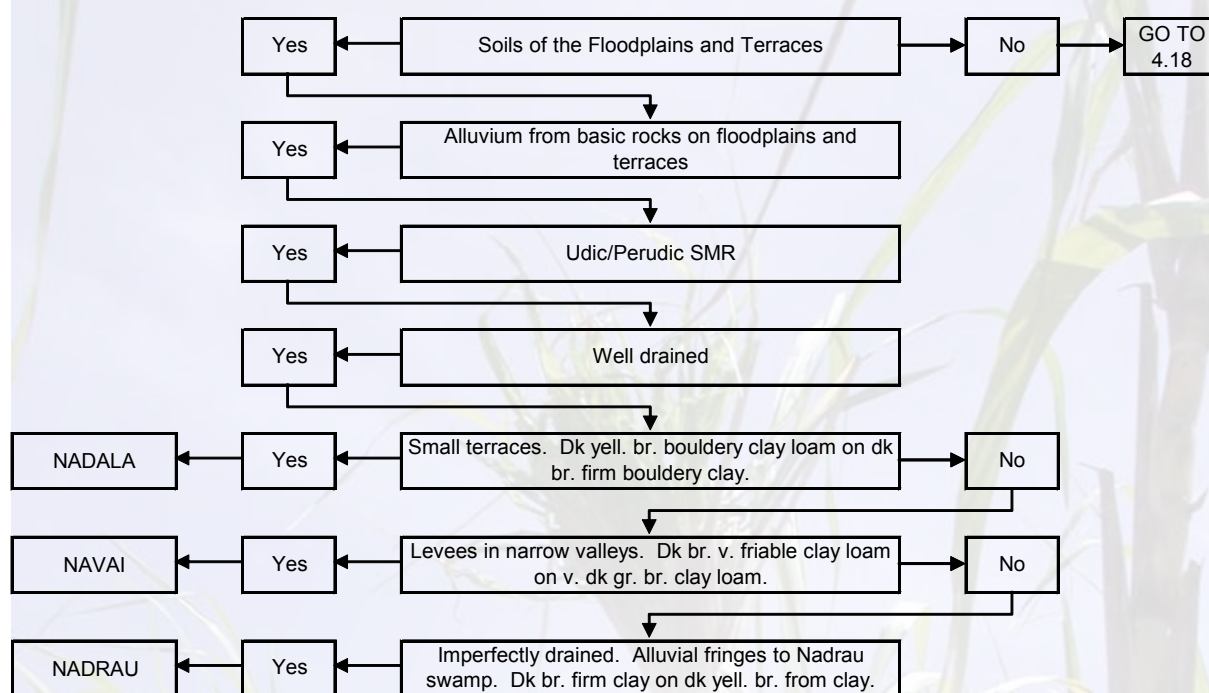 Yes
Soils of the Floodplains and Terraces
No
GO TO
4.18
Yes
Alluvium from basic rocks on floodplains and
terraces
Yes
Udic/Perudic SMR
Yes
Well drained
NADALA
Yes
Small terraces. Dk yell. br. bouldery clay loam on dk
br. firm bouldery clay.
No
NAVAI
Yes
Levees in narrow valleys. Dk br. v. friable clay loam
on v. dk gr. br. clay loam.
No
NADRAU
Yes
Imperfectly drained. Alluvial fringes to Nadrau
swamp. Dk br. firm clay on dk yell. br. from clay.